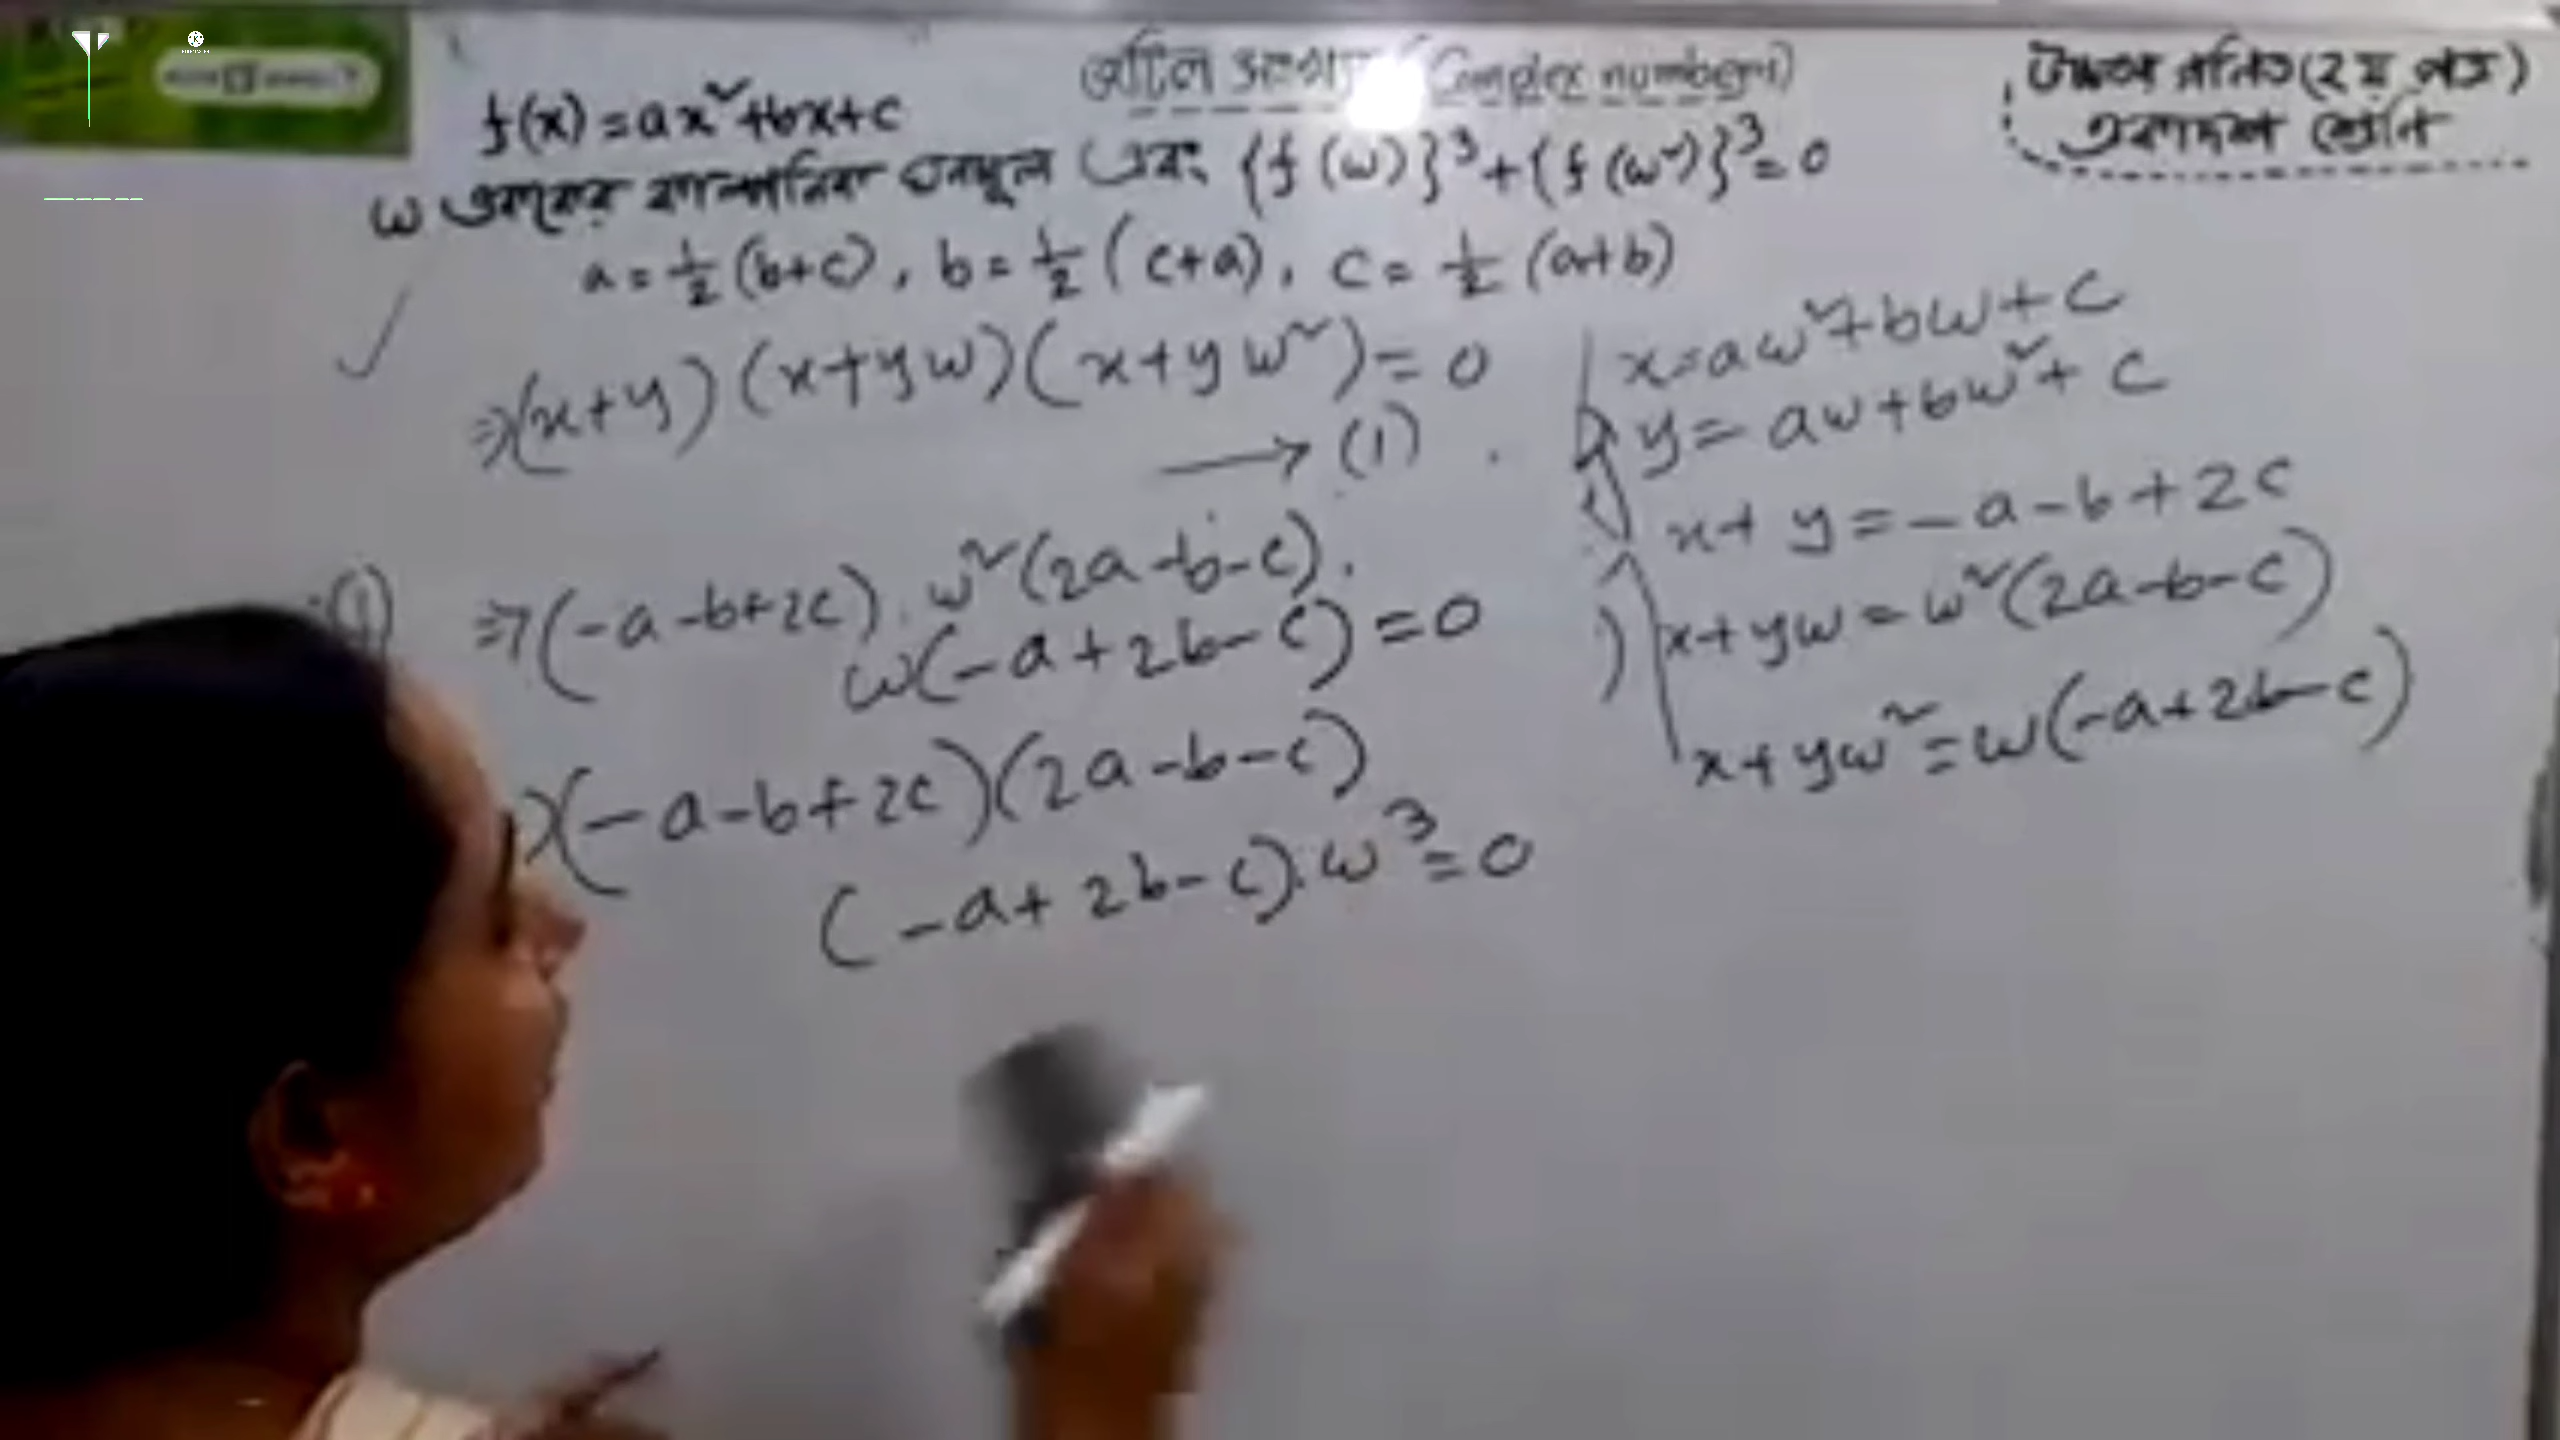 জটিল সংখ্যা (Complex numbers)
উচ্চতর গনিত (২য় পত্র)
একাদশ শ্রেনি
f(x) = ax² + bx + c
ω এককের কাল্পনিক ঘনমূল এবং {f(ω)}³ + {f(ω²)}³ = 0
a = 1/2 (b+c), b = 1/2 (c+a), c = 1/2 (a+b)
⇒ (x+y) (x+yω) (x+yω²) = 0
→ (1)
(1) ⇒ (-a-b+2c). ω² (2a-b-c).
ω(-a+2b-c) = 0
⇒ (-a-b+2c) (2a-b-c)
(-a+2b-c).ω³ = 0
x = aω² + bω + c
y = aω + bω² + c
x + y = -a-b+2c
x + yω = ω² (2a-b-c)
x + yω² = ω(-a+2b-c)